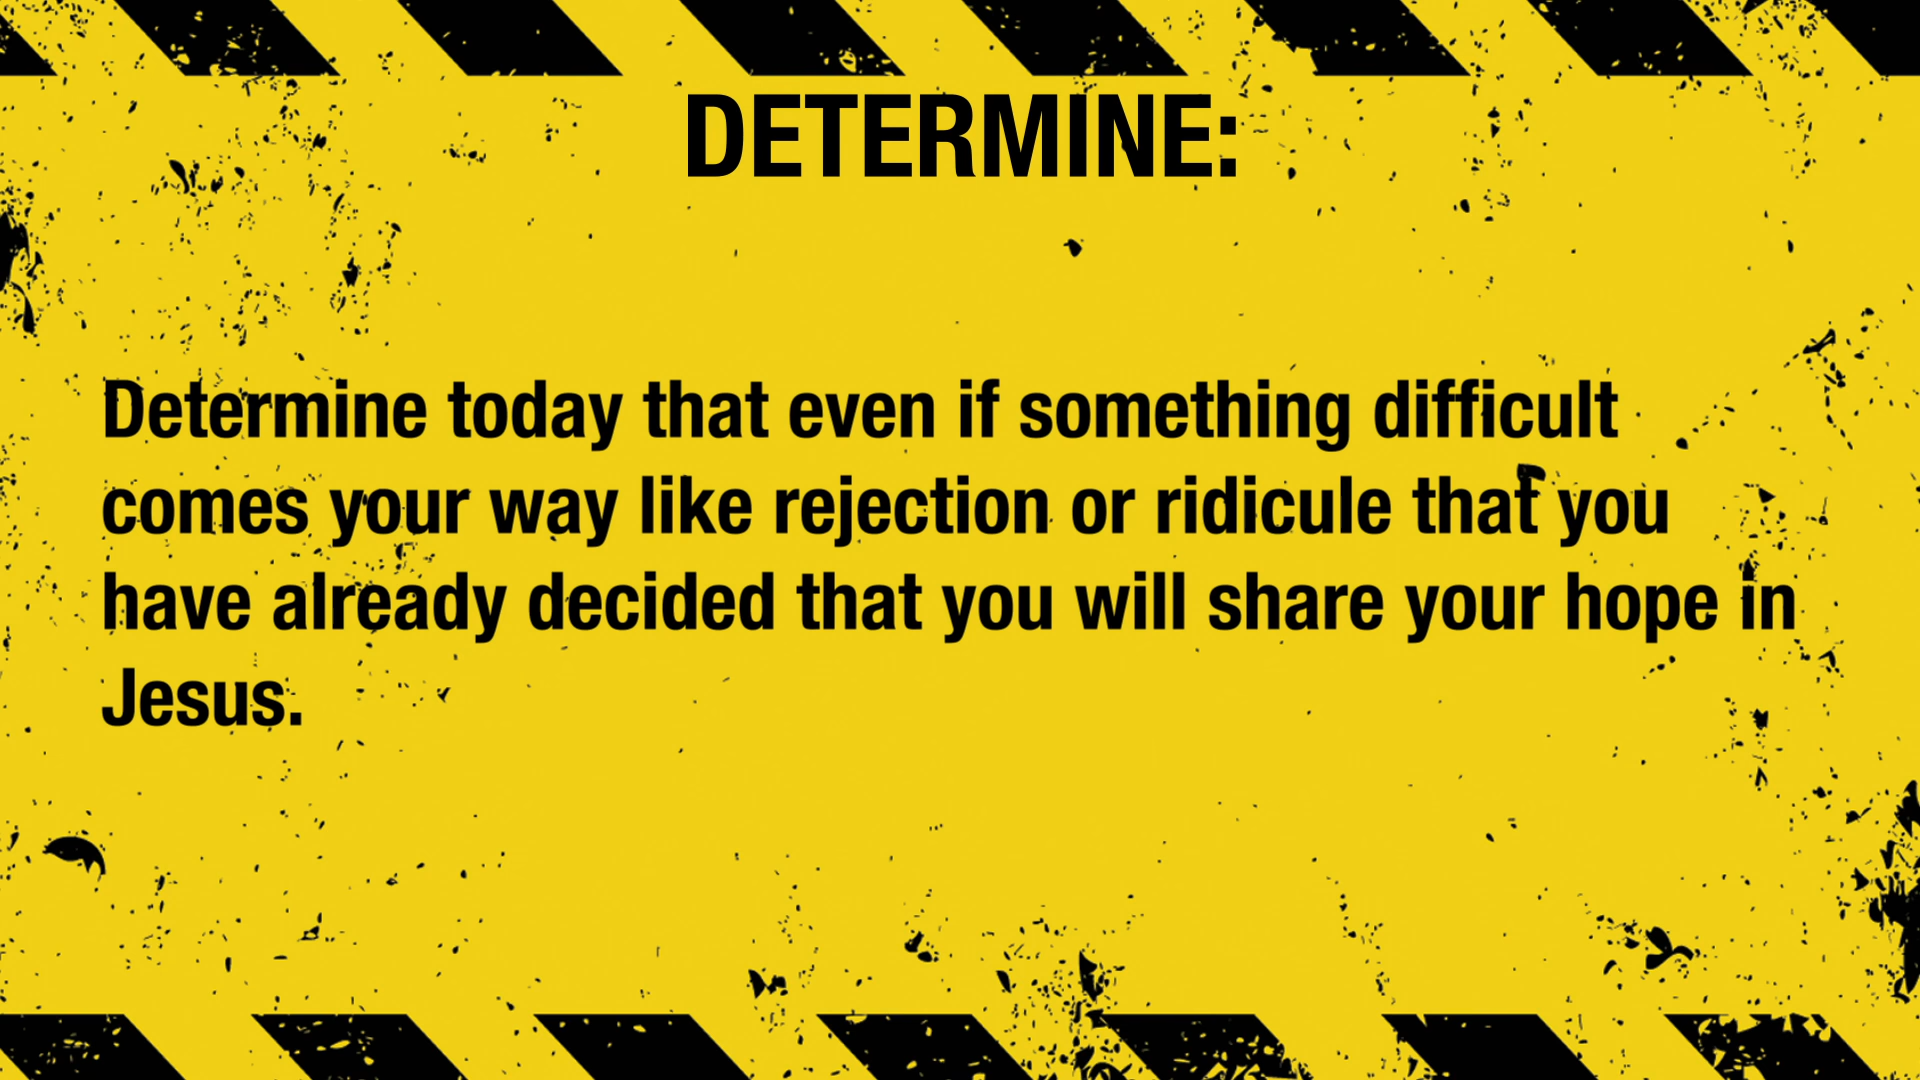 DETERMINE:
Determine today that even if something difficult
comes your way like rejection or ridicule that you
have already decided that you will share your hope in
Jesus.